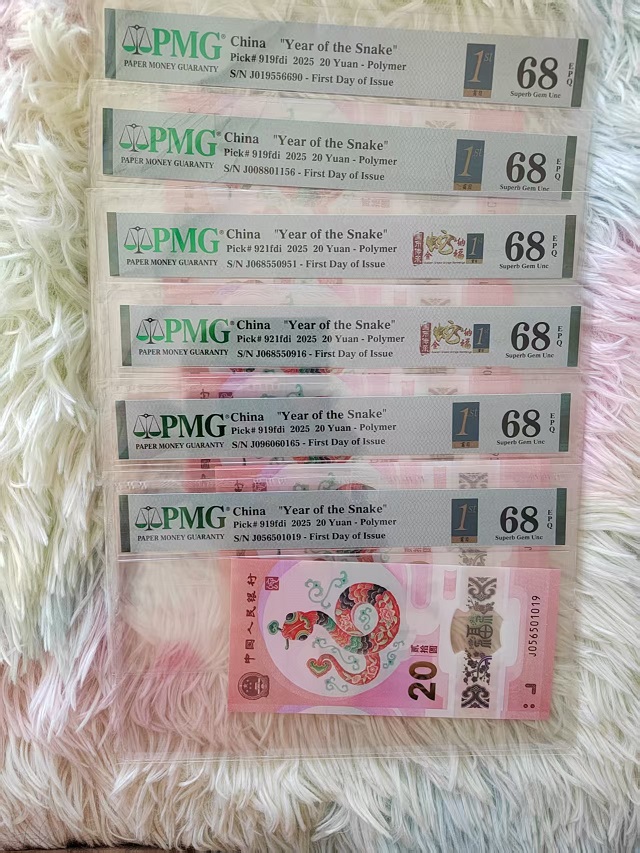 PMG
PAPER MONEY GUARANTY
China "Year of the Snake"
Pick# 919fdi 2025 20 Yuan - Polymer
S/N J019556690 - First Day of Issue
1st
68
EPQ
Superb Gem Unc
PMG
PAPER MONEY GUARANTY
China "Year of the Snake"
Pick# 919fdi 2025 20 Yuan - Polymer
S/N J008801156 - First Day of Issue
1st
68
EPQ
Superb Gem Unc
PMG
PAPER MONEY GUARANTY
China "Year of the Snake"
Pick# 921fdi 2025 20 Yuan - Polymer
S/N J068550951 - First Day of Issue
1
68
EPQ
Superb Gem Unc
PMG
PAPER MONEY GUARANTY
China "Year of the Snake"
Pick# 921fdi 2025 20 Yuan - Polymer
S/N J068550916 - First Day of Issue
1
68
EPQ
Superb Gem Unc
PMG
PAPER MONEY GUARANTY
China "Year of the Snake"
Pick# 919fdi 2025 20 Yuan - Polymer
S/N J096060165 - First Day of Issue
1st
68
EPQ
Superb Gem Unc
PMG
PAPER MONEY GUARANTY
China "Year of the Snake"
Pick# 919fdi 2025 20 Yuan - Polymer
S/N J056501019 - First Day of Issue
1st
68
EPQ
Superb Gem Unc
中国人民银行
20
贰拾圆
J056501019